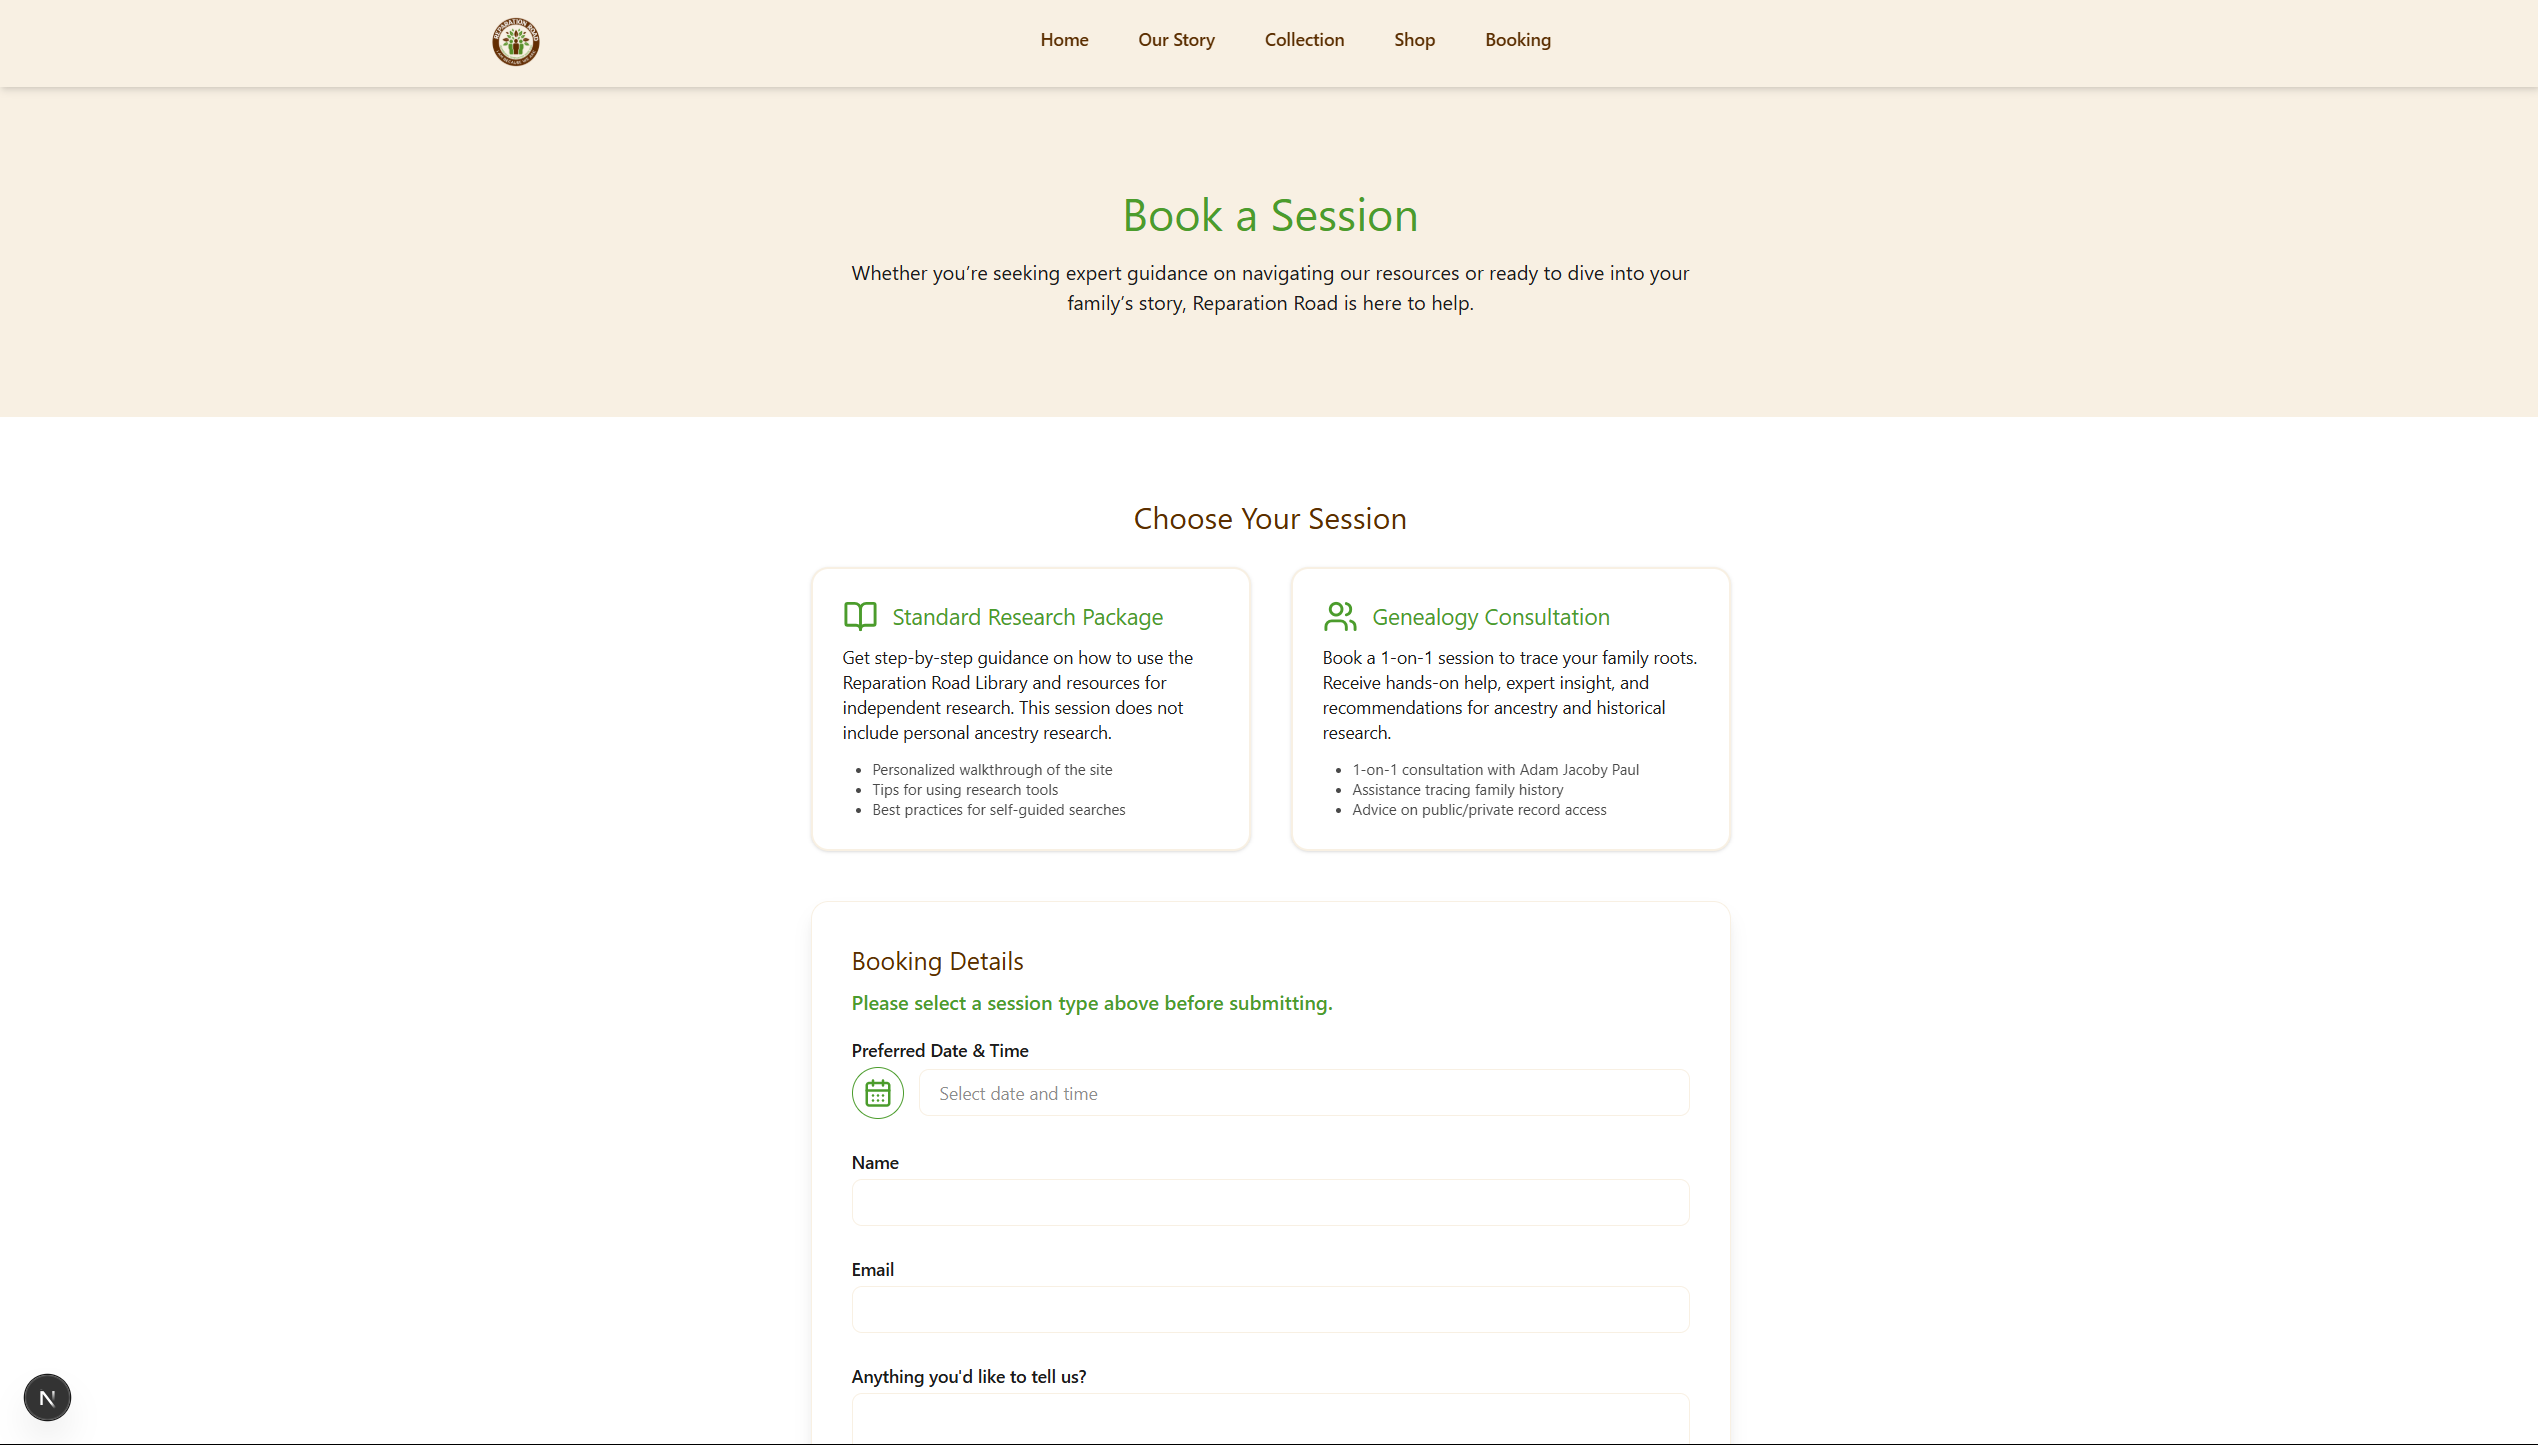 REPARATION ROAD
Home Our Story Collection Shop Booking
Book a Session
Whether you’re seeking expert guidance on navigating our resources or ready to dive into your
family’s story, Reparation Road is here to help.
Choose Your Session
Standard Research Package
Get step-by-step guidance on how to use the
Reparation Road Library and resources for
independent research. This session does not
include personal ancestry research.
• Personalized walkthrough of the site
• Tips for using research tools
• Best practices for self-guided searches
Genealogy Consultation
Book a 1-on-1 session to trace your family roots.
Receive hands-on help, expert insight, and
recommendations for ancestry and historical
research.
• 1-on-1 consultation with Adam Jacoby Paul
• Assistance tracing family history
• Advice on public/private record access
Booking Details
Please select a session type above before submitting.
Preferred Date & Time
Select date and time
Name
Email
Anything you'd like to tell us?
N